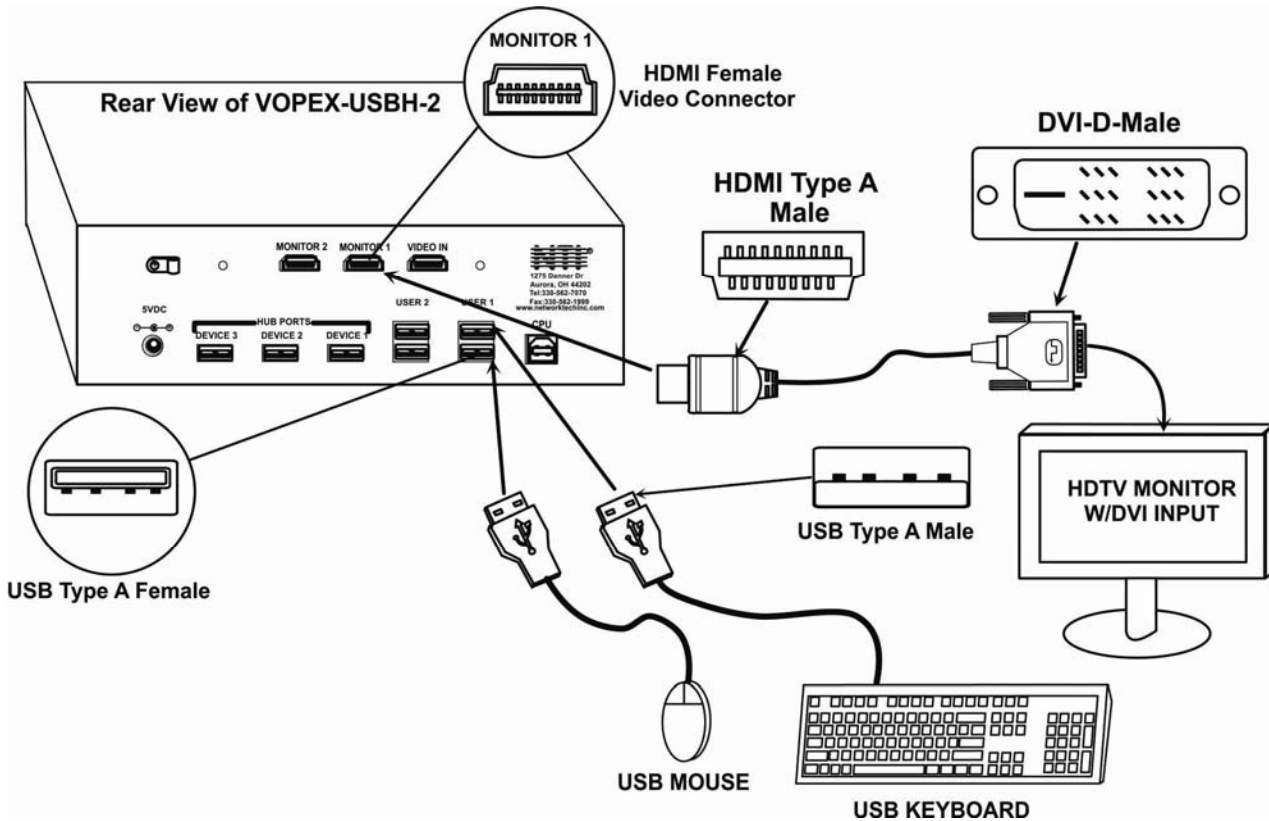 MONITOR 1
HDMI Female
Video Connector
Rear View of VOPEX-USBH-2
DVI-D-Male
HDMI Type A
Male
MONITOR 2
MONITOR 1
VIDEO IN
1275 Danner Dr
Aurora, OH 44202
Tel:330-562-7070
Fax:330-562-1999
www.networktechinc.com
5VDC
HUB PORTS
USER 2
USER 1
CPU
DEVICE 3
DEVICE 2
DEVICE 1
HDTV MONITOR
W/DVI INPUT
USB Type A Male
USB Type A Female
USB MOUSE
USB KEYBOARD